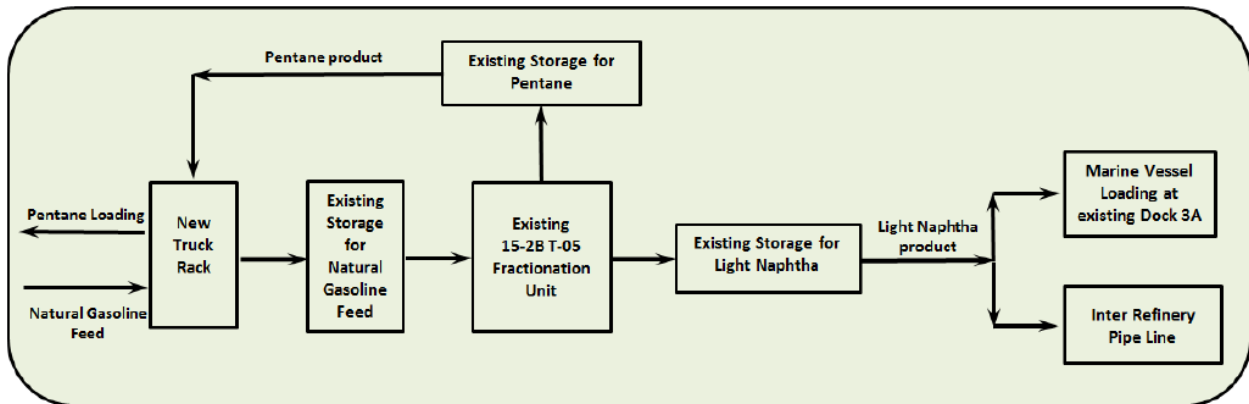 Pentane product
Existing Storage for
Pentane
Pentane Loading
Natural Gasoline
Feed
New
Truck
Rack
Existing
Storage
for
Natural
Gasoline
Feed
Existing
15-2B T-05
Fractionation
Unit
Existing Storage for
Light Naphtha
Light Naphtha
product
Marine Vessel
Loading at
existing Dock 3A
Inter Refinery
Pipe Line